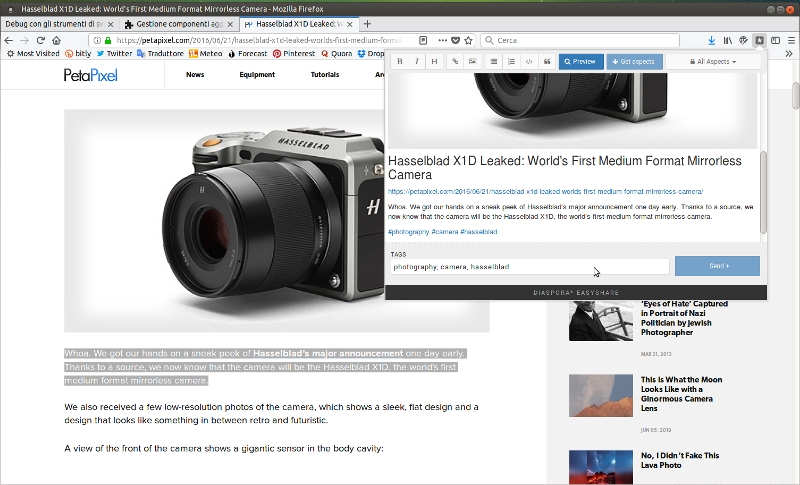 Hasselblad X1D Leaked: World's First Medium Format Mirrorless Camera - Mozilla Firefox
Debug con gli strumenti di sv
Gestione componenti agg
Hasselblad X1D Leaked: W
https://petapixel.com/2016/06/21/hasselblad-x1d-leaked-worlds-first-medium-form
Cerca
Most Visited
bitly
Twitter
Traduttore
Meteo
Forecast
Pinterest
Quora
Drop
PetaPixel
News
Equipment
Tutorials
B I H
Preview
Get aspects
All Aspects
HASSELBLAD
H
Hasselblad X1D Leaked: World's First Medium Format Mirrorless
Camera
https://petapixel.com/2016/06/21/hasselblad-x1d-leaked-worlds-first-medium-format-mirrorless-camera/
Whoa. We got our hands on a sneak peek of Hasselblad's major announcement one day early. Thanks to a source, we
now know that the camera will be the Hasselblad X1D, the world's first medium format mirrorless camera.
#photography #camera #hasselblad
TAGS
photography, camera, hasselblad
Send
DIASPORA* EASYSHARE
Whoa. We got our hands on a sneak peek of Hasselblad's major announcement one day early.
Thanks to a source, we now know that the camera will be the Hasselblad X1D, the world's first
medium format mirrorless camera.
We also received a few low-resolution photos of the camera, which shows a sleek, flat design and a
design that looks like something in between retro and futuristic.
A view of the front of the camera shows a gigantic sensor in the body cavity:
'Eyes of Hate' Captured
in Portrait of Nazi
Politician by Jewish
Photographer
MAR 31, 2013
This Is What the Moon
Looks Like with a
Ginormous Camera
Lens
JUN 05, 2018
No, I Didn't Fake This
Lava Photo